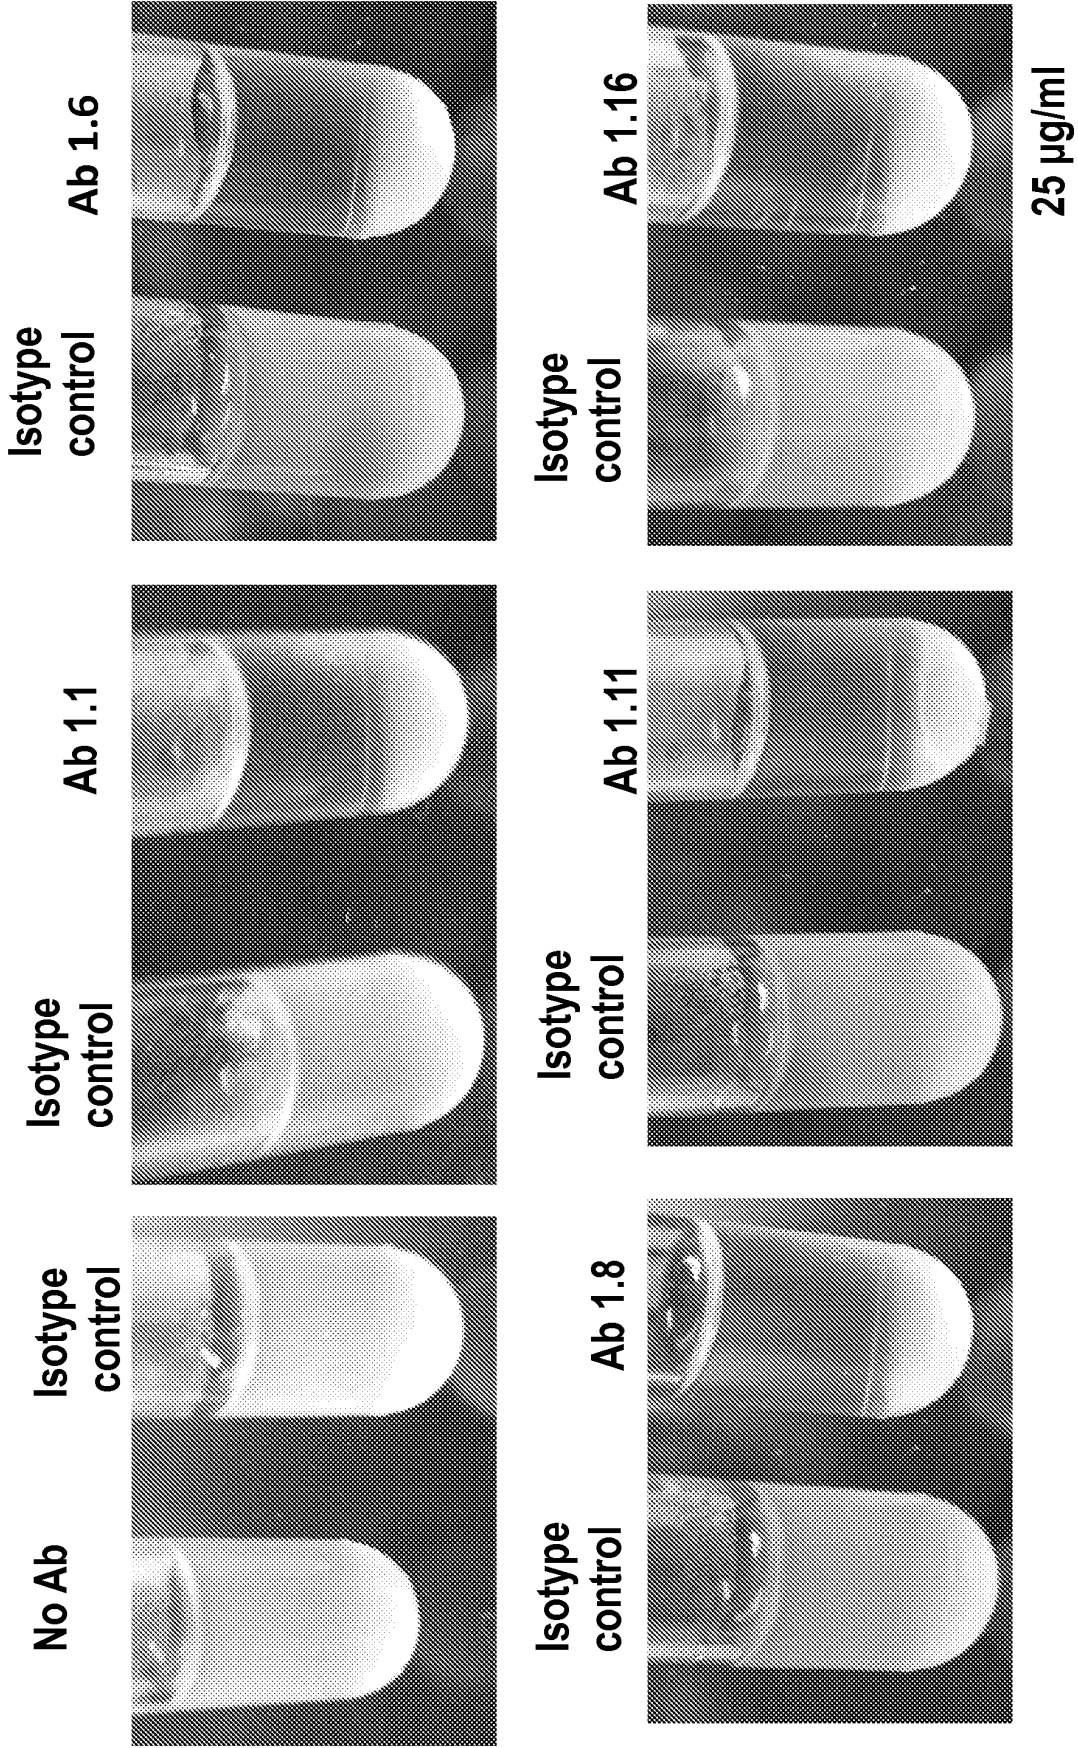 No Ab
Isotype
control
Isotype
control
Ab 1.1
Isotype
control
Ab 1.6
Isotype
control
Ab 1.8
Isotype
control
Ab 1.11
Isotype
control
Ab 1.16
25 µg/ml